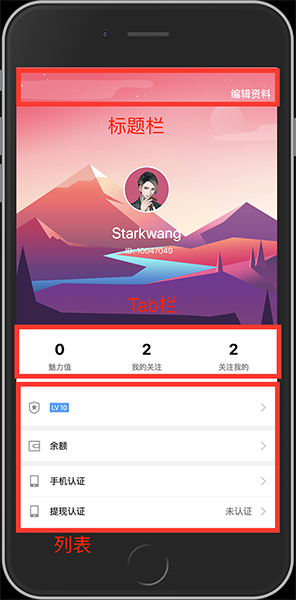 编辑资料
标题栏
Starkwang
ID: 10047049
Tab栏
0 2 2
魅力值 我的关注 关注我的
LV 10
余额
手机认证
提现认证 未认证
列表